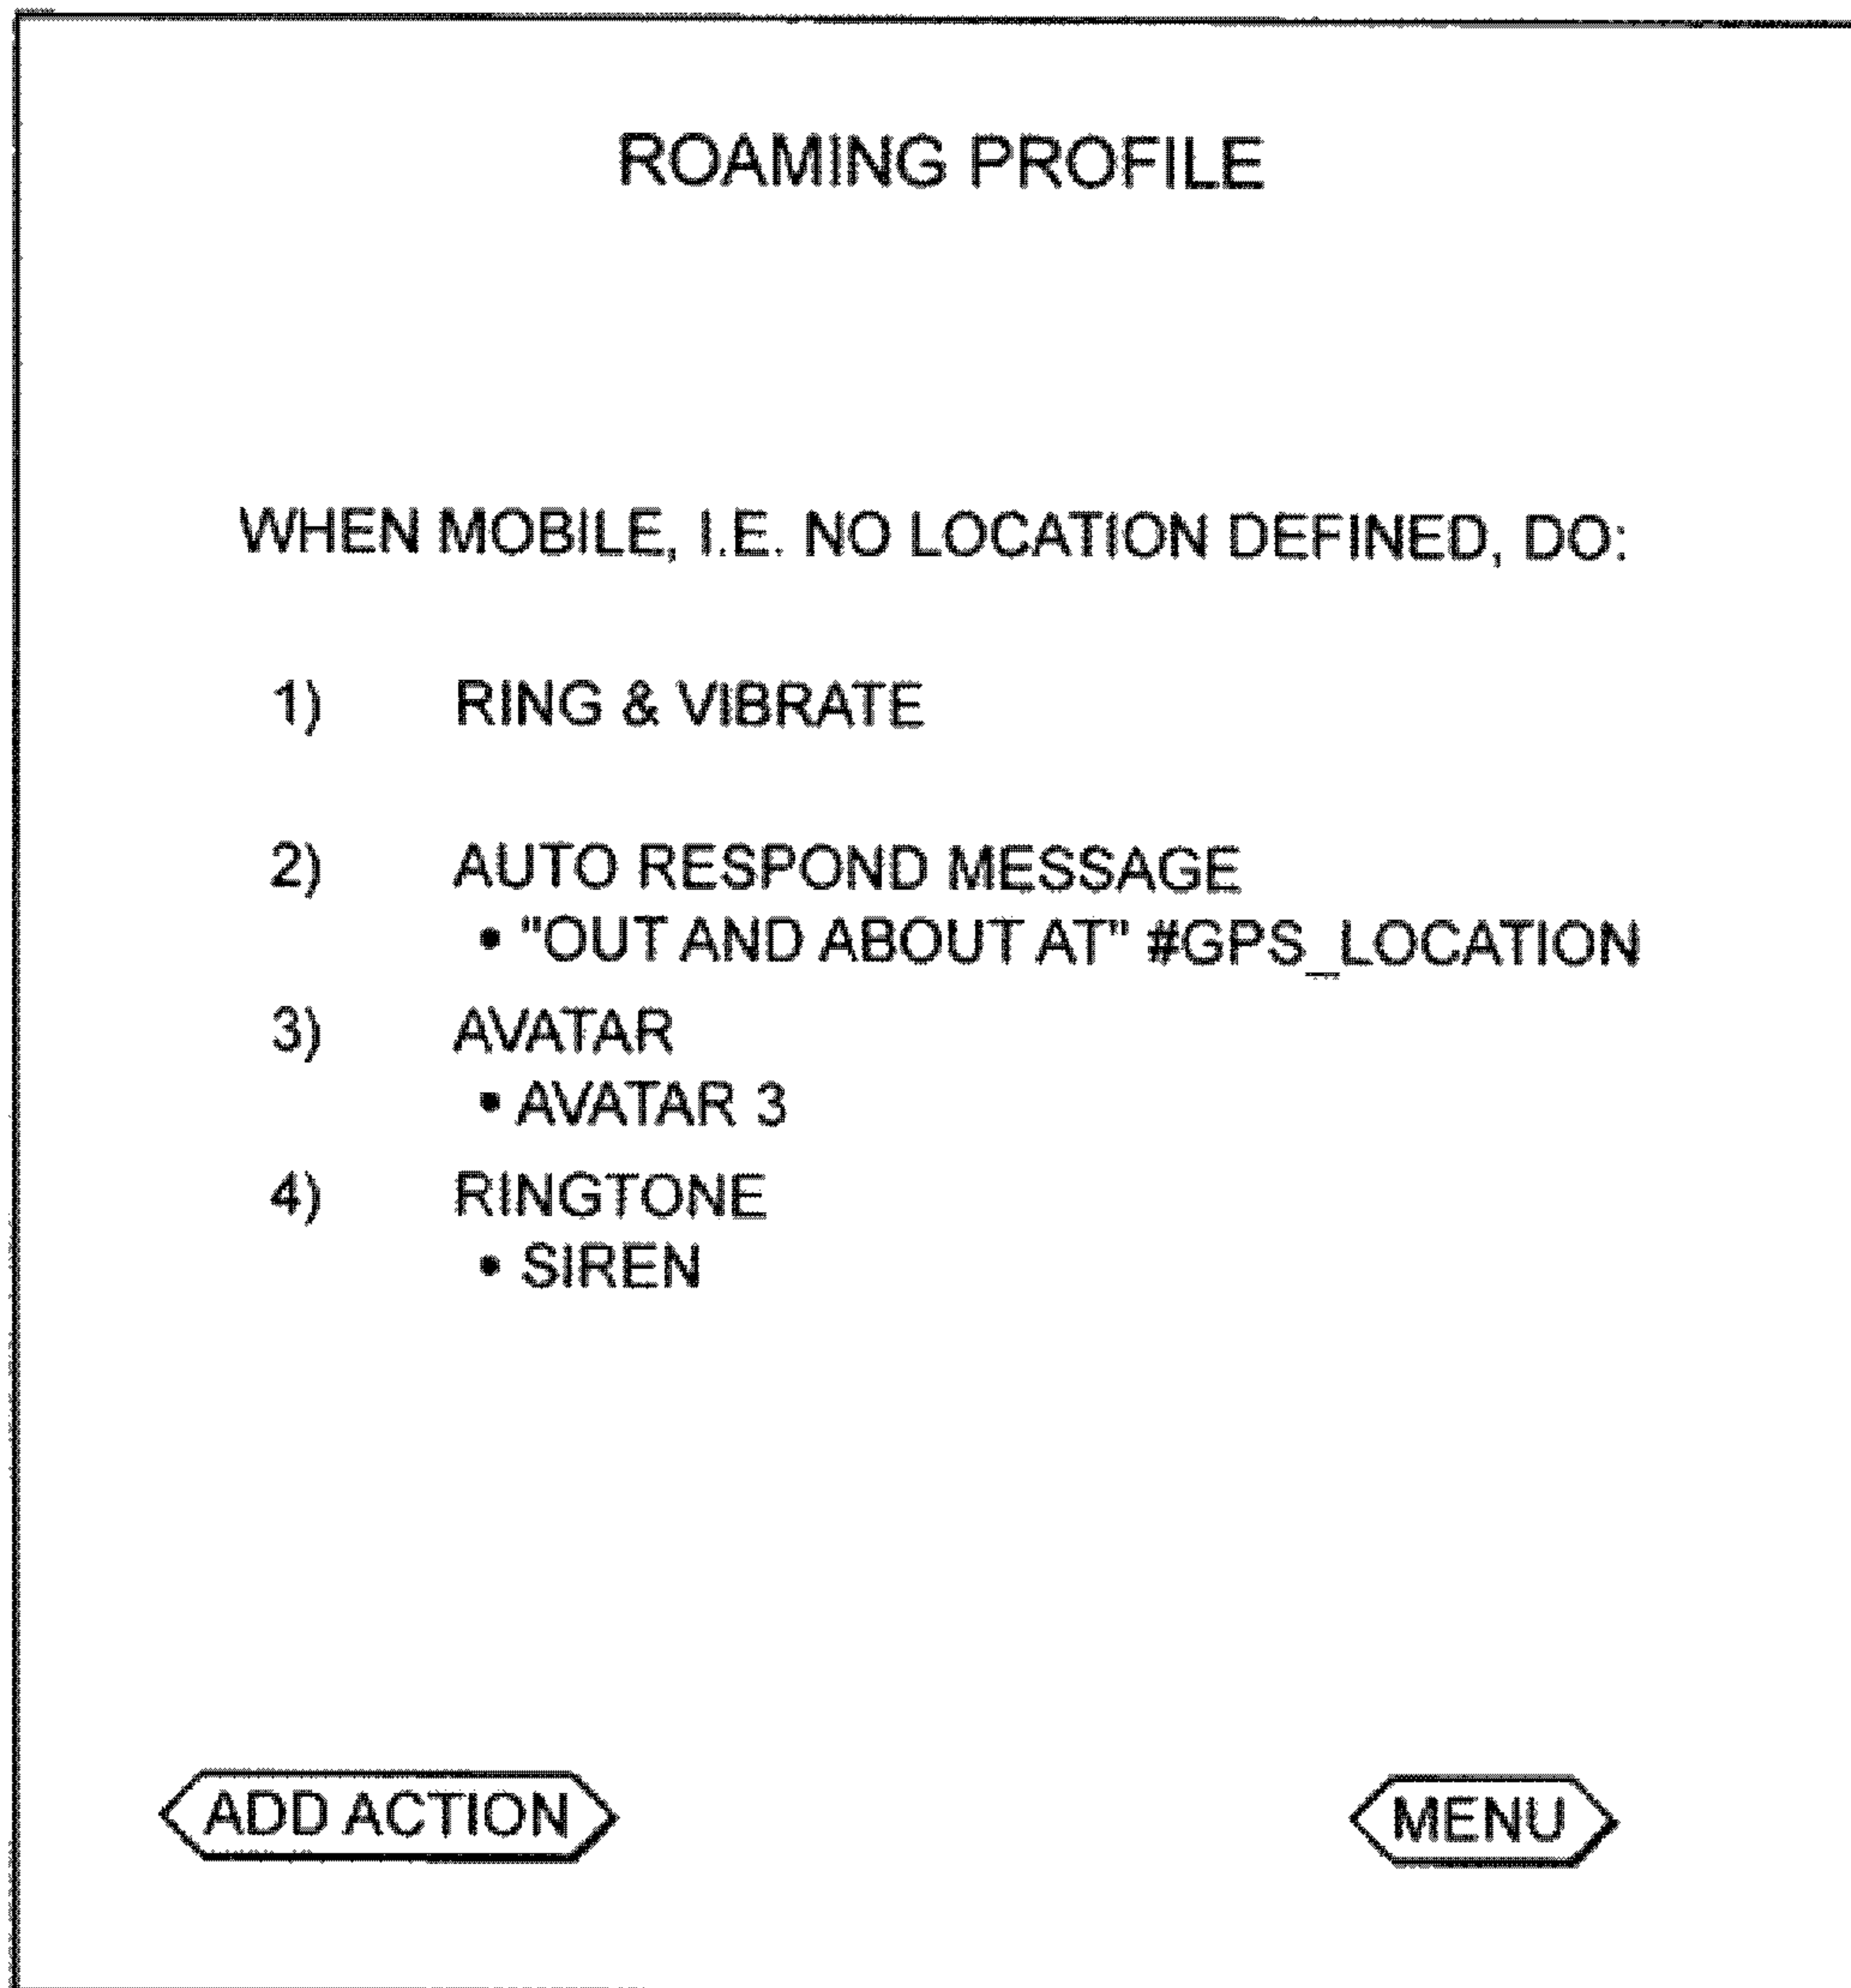 ROAMING PROFILE
WHEN MOBILE, I.E. NO LOCATION DEFINED, DO:
1) RING & VIBRATE
2) AUTO RESPOND MESSAGE
• "OUT AND ABOUT AT" #GPS_LOCATION
3) AVATAR
• AVATAR 3
4) RINGTONE
• SIREN
ADD ACTION MENU